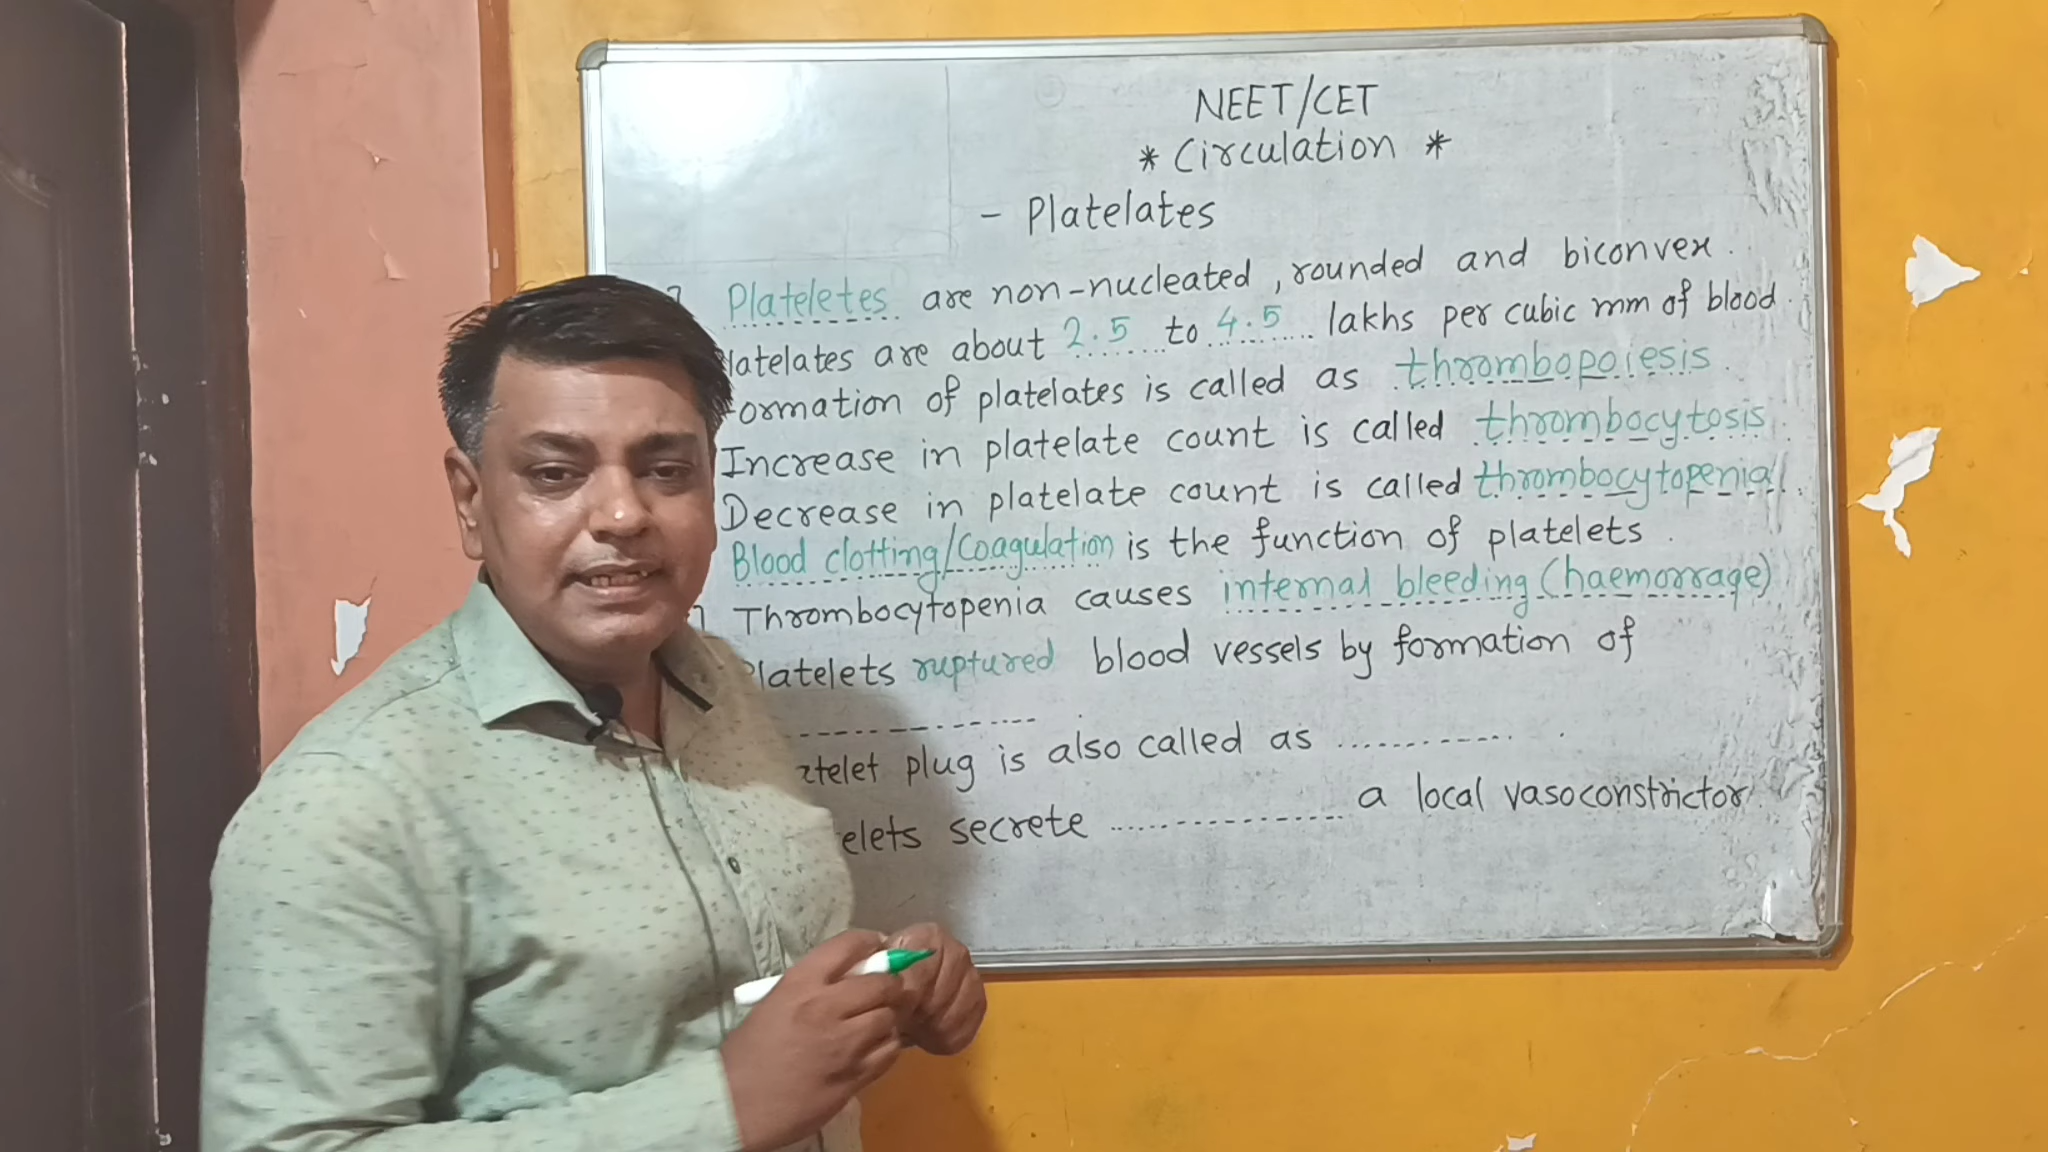 NEET/CET
* Circulation *
- Platelates
Plateletes are non-nucleated, rounded and biconvex.
latelates are about 2.5 to 4.5 lakhs per cubic mm of blood.
ormation of platelates is called as thrombopoiesis.
Increase in platelate count is called thrombocytosis.
Decrease in platelate count is called thrombocytopenia.
Blood clotting/Coagulation is the function of platelets.
Thrombocytopenia causes internal bleeding (haemorrage)
latelets ruptured blood vessels by formation of
----------------.
telet plug is also called as ............. .
elets secrete .................. a local vasoconstrictor.